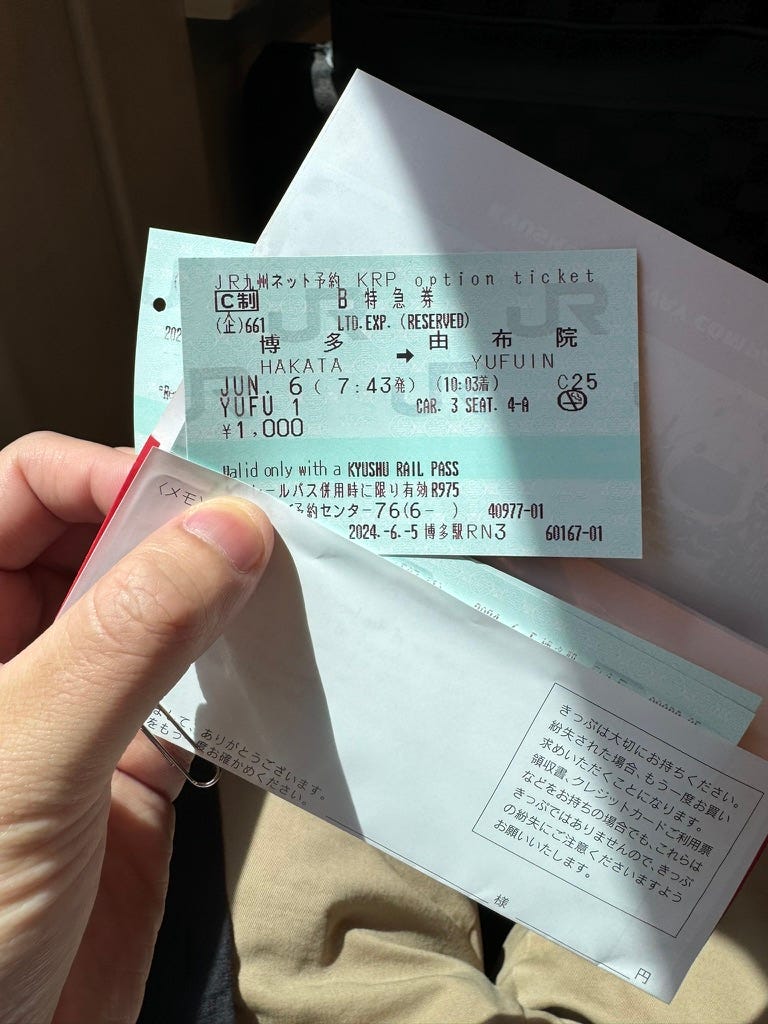 JR九州ネット予約 KRP option ticket
C制 B特急券
(企)661 LTD.EXP.(RESERVED)
博多 ➡ 由布院
HAKATA YUFUIN
JUN. 6 ( 7:43発) (10:03着) C25
YUFU 1 CAR. 3 SEAT. 4-A
¥1,000
Valid only with a KYUSHU RAIL PASS
ールパス併用時に限り有効R975
予約センター76(6- ) 40977-01
2024.-6.-5 博多駅RN3 60167-01
202
〈メモ
きっぷは大切にお持ちください。
紛失された場合、もう一度お買い
求めいただくことになります。
領収書、クレジットカードご利用票
などをお持ちの場合でも、これらは
きっぷではありませんので、きっぷ
の紛失にご注意くださいますよう
お願いいたします。
して、ありがとうございます。
をもう一度お確かめください。
様
円